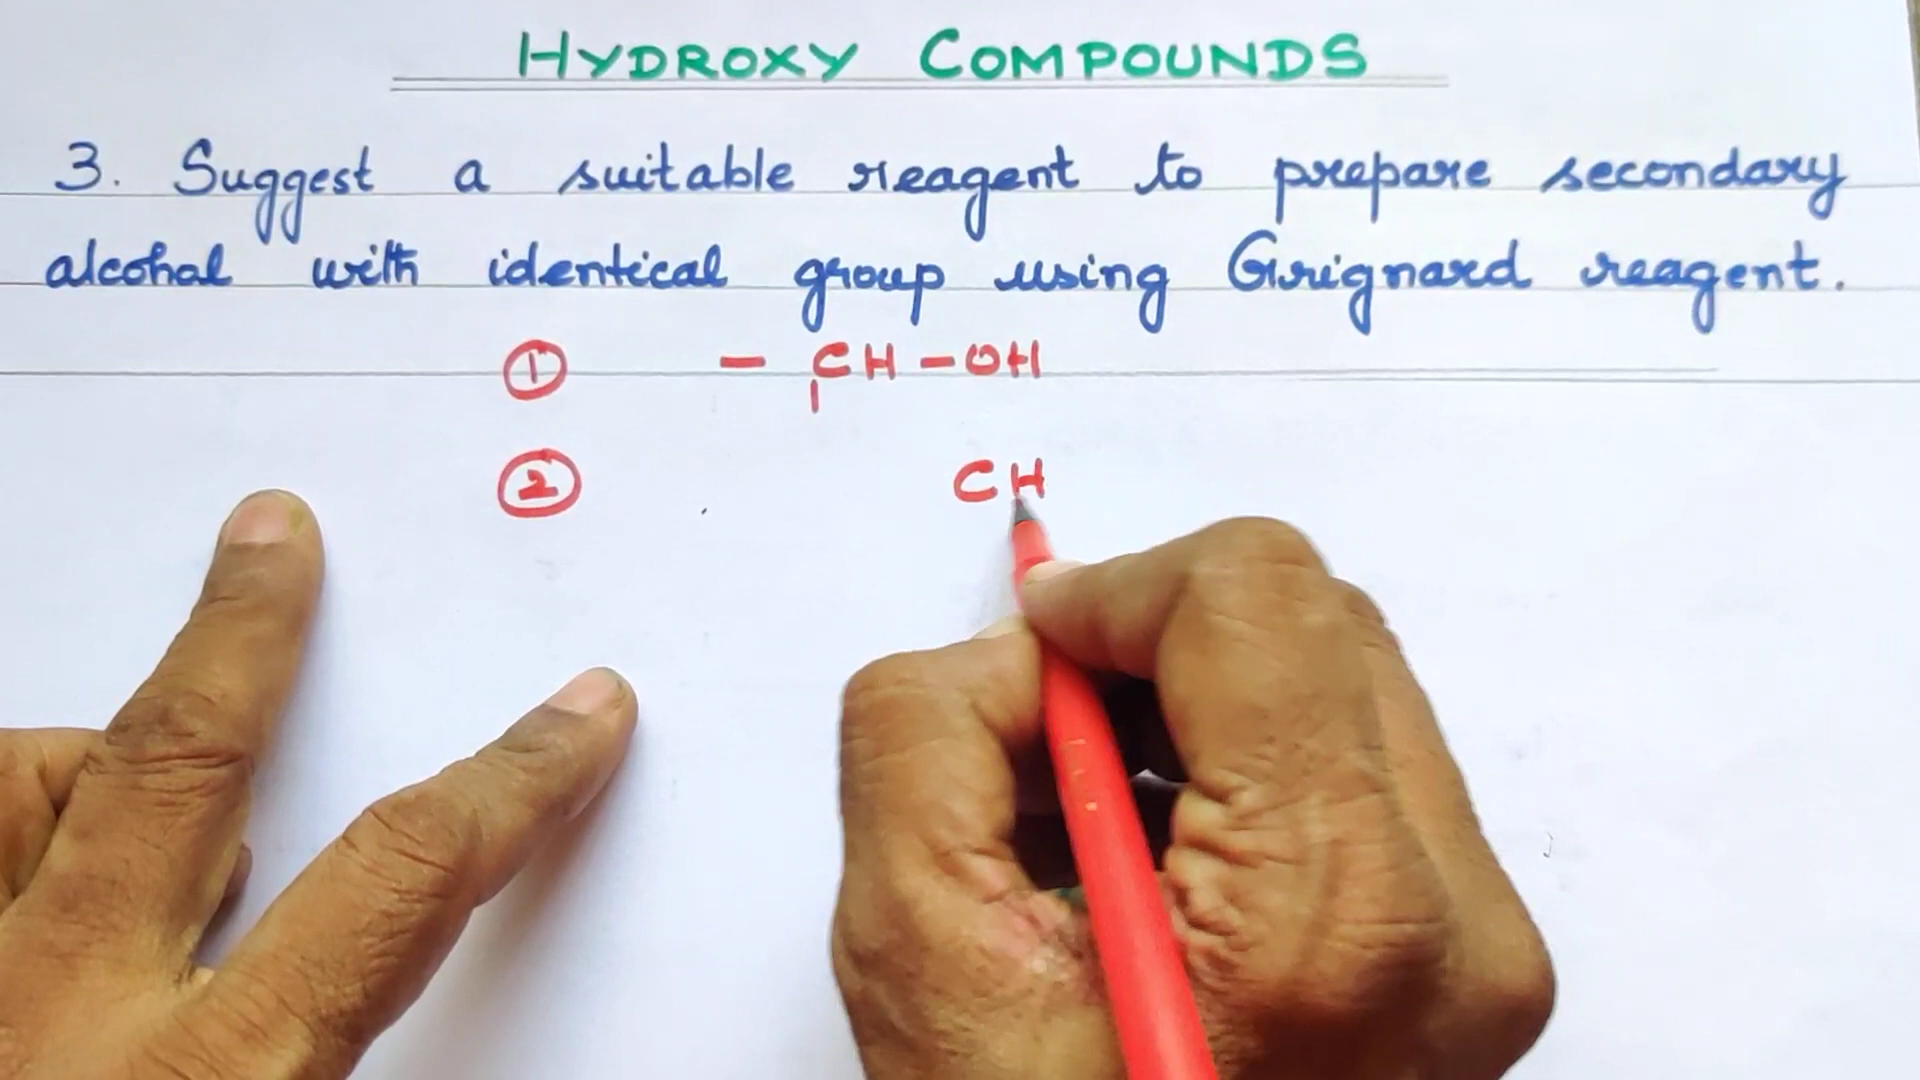 HYDROXY COMPOUNDS
3. Suggest a suitable reagent to prepare secondary
alcohal with identical group using Grignard reagent.
① - CH - OH
② CH